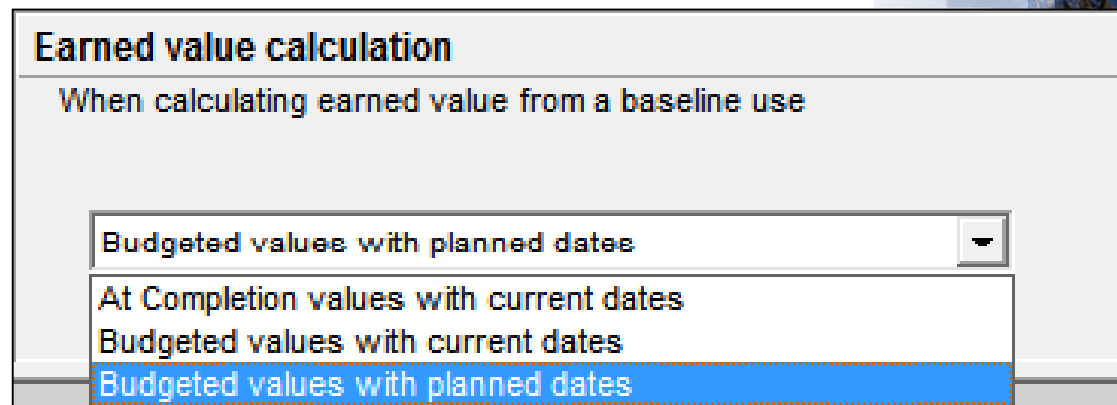 Earned value calculation
When calculating earned value from a baseline use
Budgeted values with planned dates
At Completion values with current dates
Budgeted values with current dates
Budgeted values with planned dates